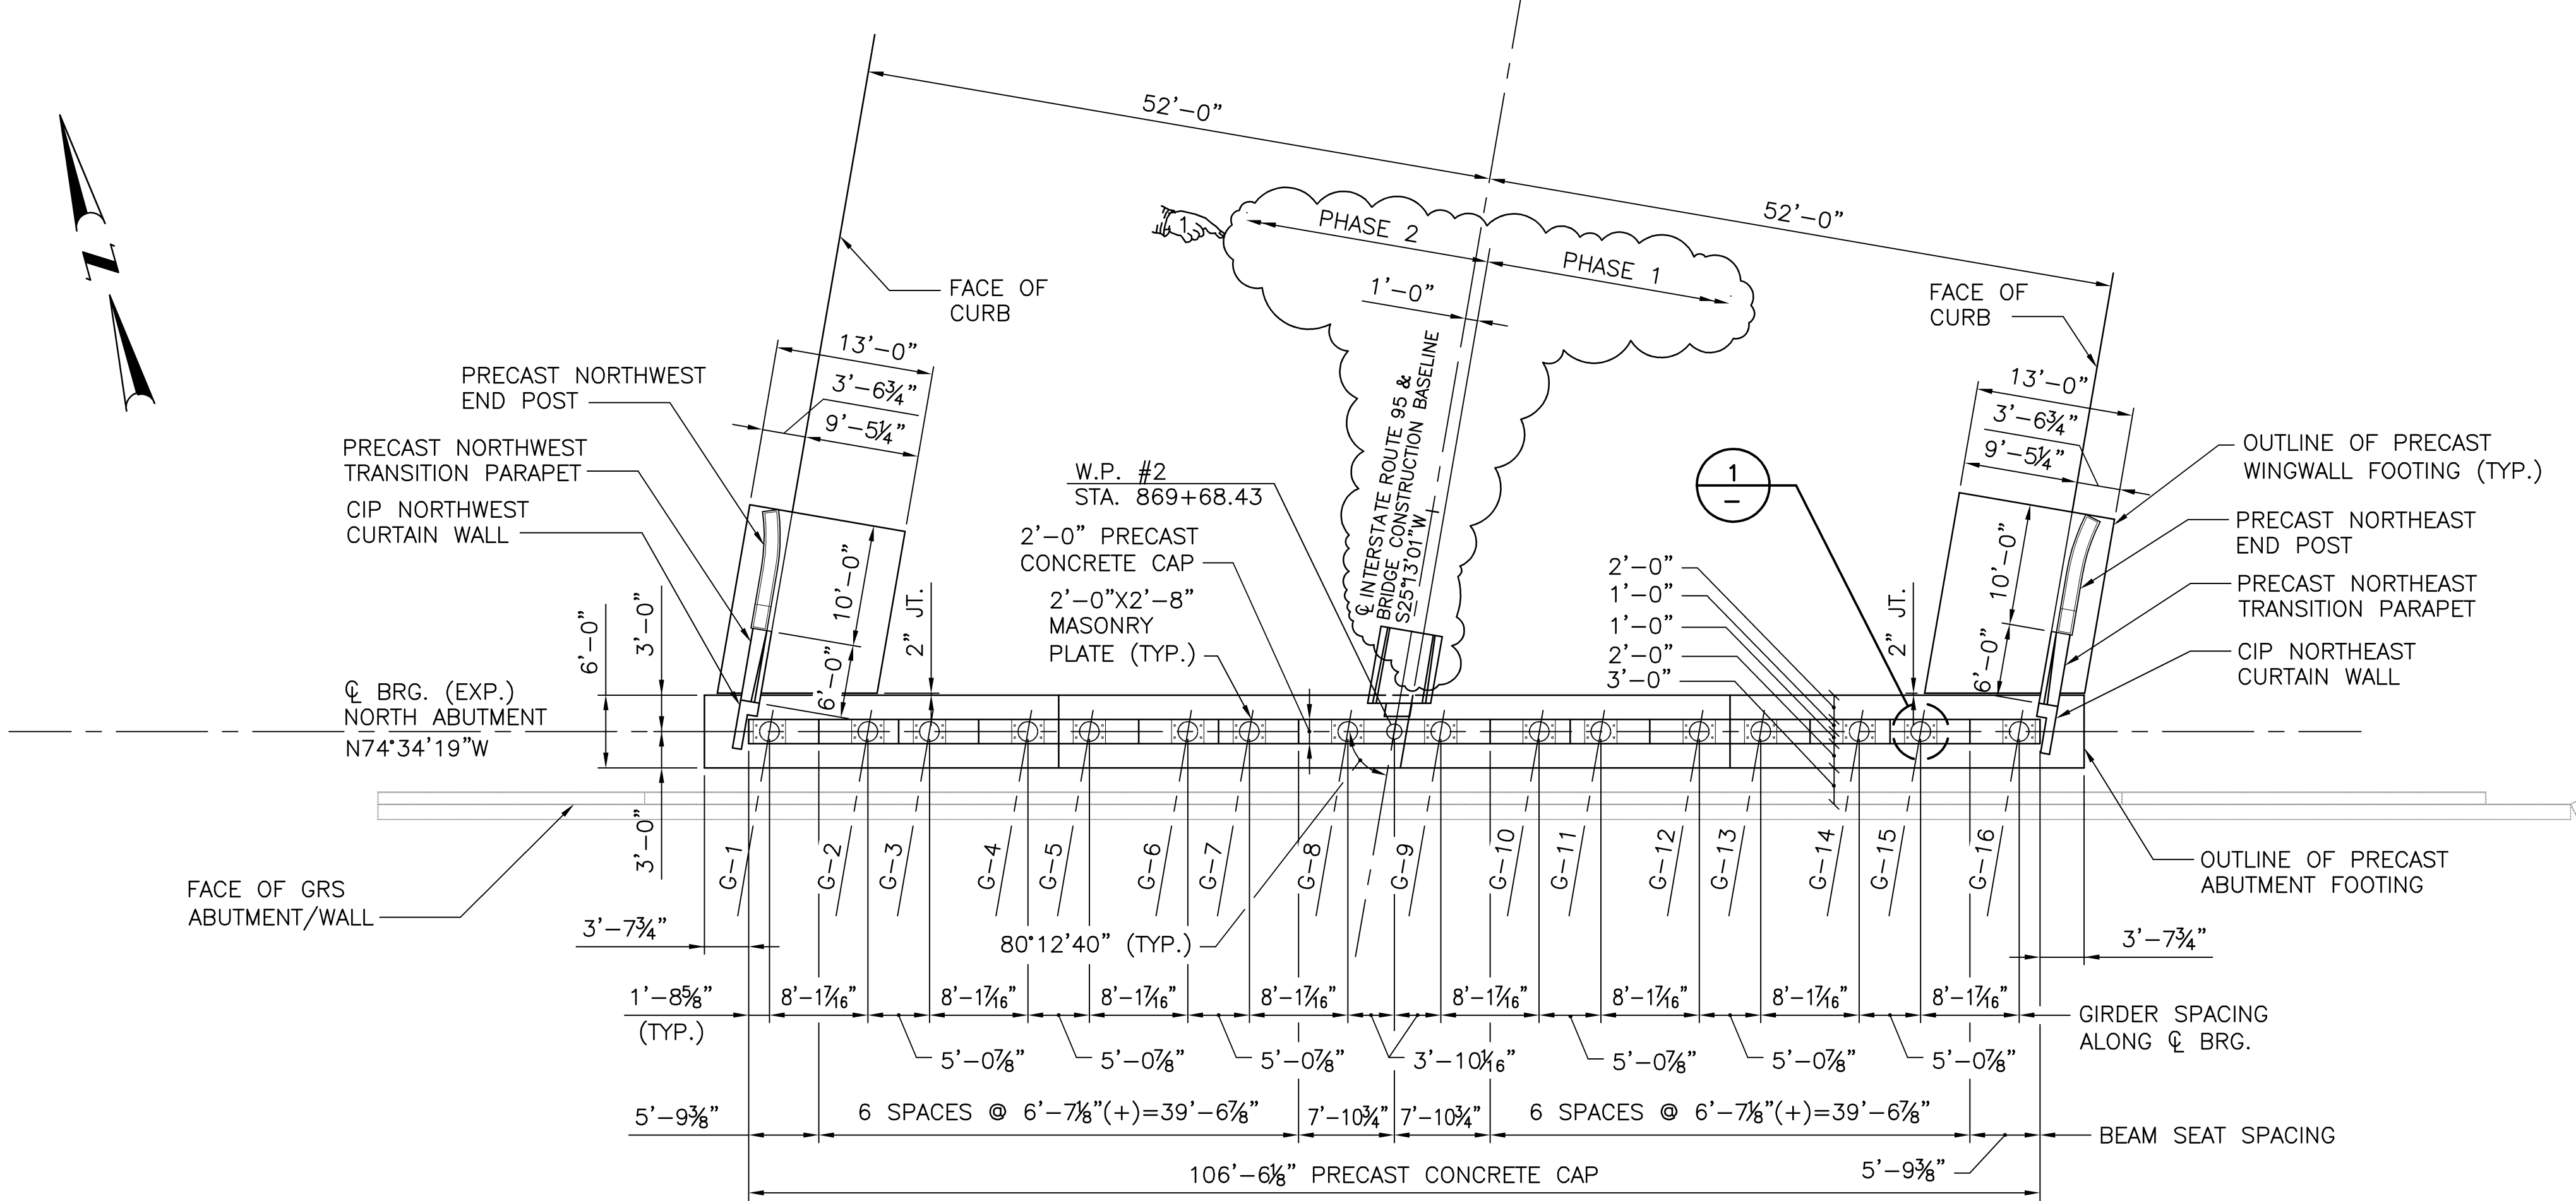 52'-0"
52'-0"
1
PHASE 2
PHASE 1
1'-0"
FACE OF
CURB
FACE OF
CURB
13'-0"
3'-6¾"
9'-5¼"
13'-0"
3'-6¾"
9'-5¼"
N
PRECAST NORTHWEST
END POST
PRECAST NORTHWEST
TRANSITION PARAPET
CIP NORTHWEST
CURTAIN WALL
W.P. #2
STA. 869+68.43
2'-0" PRECAST
CONCRETE CAP
2'-0"X2'-8"
MASONRY
PLATE (TYP.)
℄ INTERSTATE ROUTE 95 &
BRIDGE CONSTRUCTION BASELINE
S25°13'01"W
1
–
OUTLINE OF PRECAST
WINGWALL FOOTING (TYP.)
PRECAST NORTHEAST
END POST
PRECAST NORTHEAST
TRANSITION PARAPET
CIP NORTHEAST
CURTAIN WALL
10'-0"
6'-0"
2" JT.
10'-0"
6'-0"
2" JT.
2'-0"
1'-0"
1'-0"
2'-0"
3'-0"
6'-0"
3'-0"
3'-0"
℄ BRG. (EXP.)
NORTH ABUTMENT
N74°34'19"W
G-1
G-2
G-3
G-4
G-5
G-6
G-7
G-8
G-9
G-10
G-11
G-12
G-13
G-14
G-15
G-16
FACE OF GRS
ABUTMENT/WALL
OUTLINE OF PRECAST
ABUTMENT FOOTING
3'-7¾"
80°12'40" (TYP.)
3'-7¾"
1'-8⅝"
(TYP.)
8'-1⁷⁄₁₆"
8'-1⁷⁄₁₆"
8'-1⁷⁄₁₆"
8'-1⁷⁄₁₆"
8'-1⁷⁄₁₆"
8'-1⁷⁄₁₆"
8'-1⁷⁄₁₆"
8'-1⁷⁄₁₆"
GIRDER SPACING
ALONG ℄ BRG.
5'-0⅞"
5'-0⅞"
5'-0⅞"
3'-10¹⁄₁₆"
5'-0⅞"
5'-0⅞"
5'-0⅞"
5'-9⅜"
6 SPACES @ 6'-7⅛"(+)=39'-6⅞"
7'-10¾"
7'-10¾"
6 SPACES @ 6'-7⅛"(+)=39'-6⅞"
BEAM SEAT SPACING
5'-9⅜"
106'-6⅛" PRECAST CONCRETE CAP